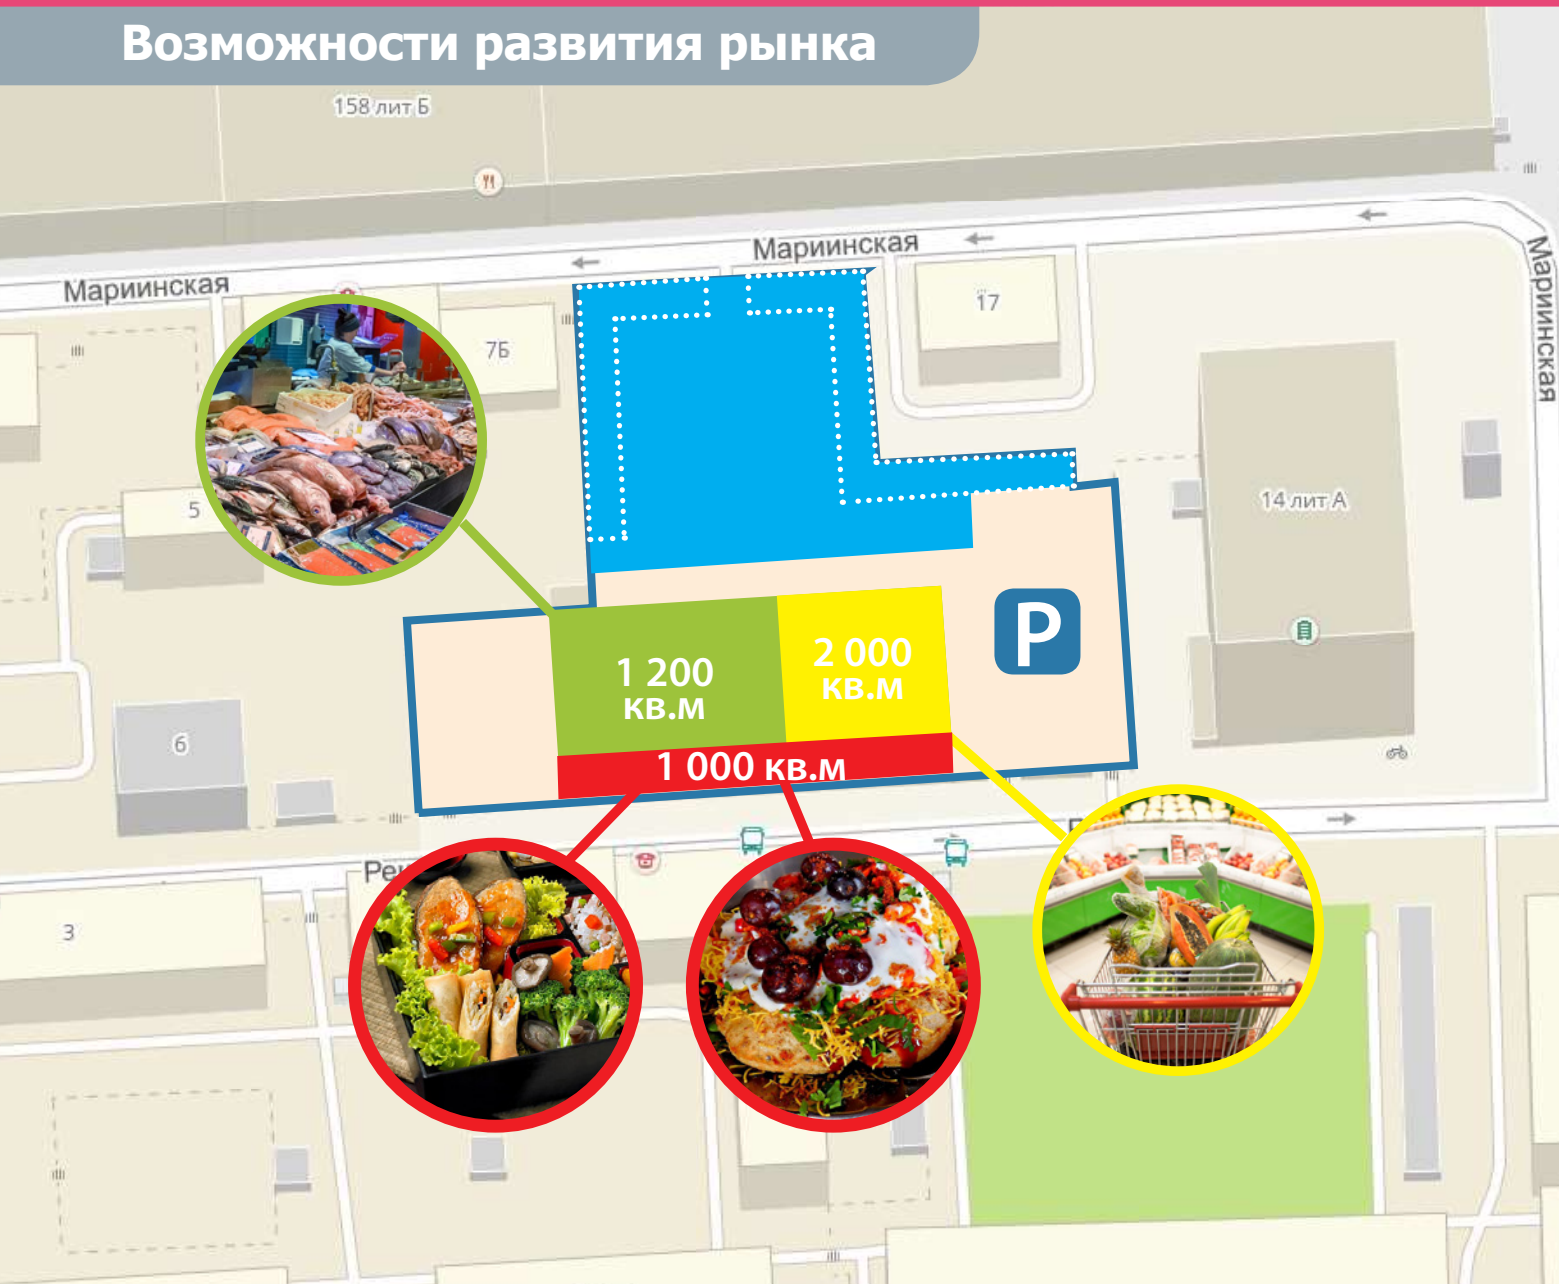 Возможности развития рынка
158 лит Б
Мариинская
Мариинская
Мариинская
17
7Б
5
14 лит А
P
1 200
кв.м
2 000
кв.м
6
1 000 кв.м
3